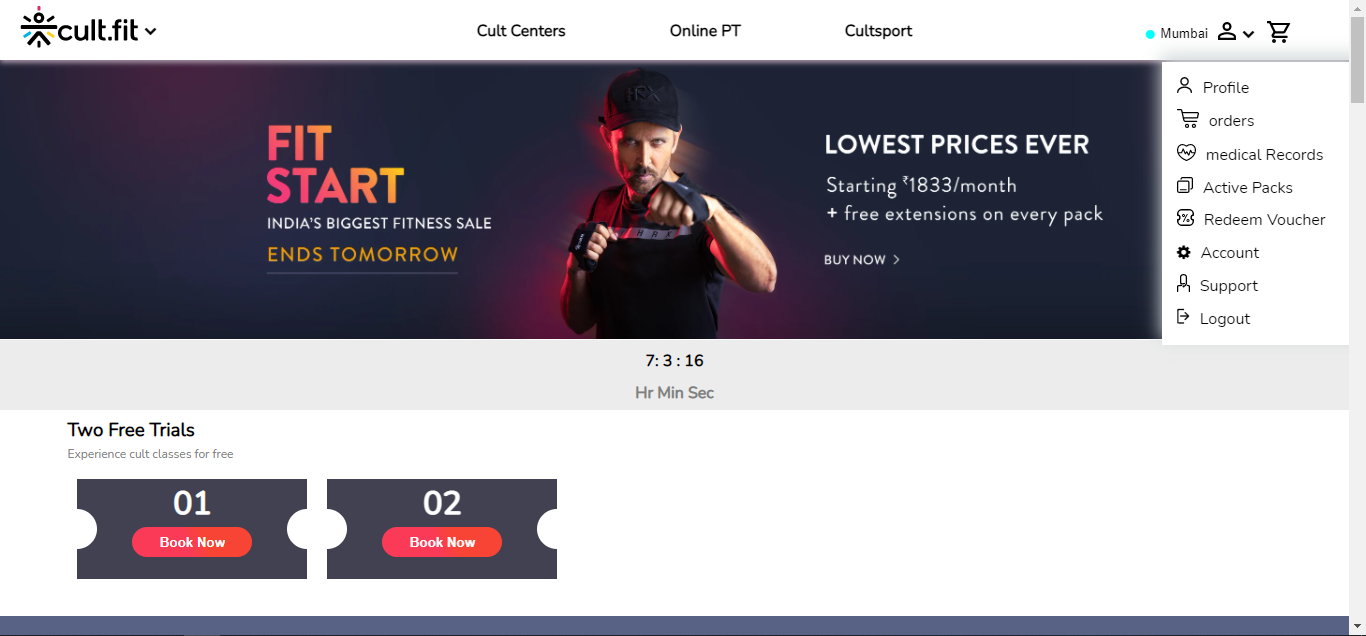 cult.fit
Cult Centers
Online PT
Cultsport
Mumbai
Profile
orders
medical Records
Active Packs
Redeem Voucher
Account
Support
Logout
HRX
HRX
FIT
START
INDIA'S BIGGEST FITNESS SALE
ENDS TOMORROW
LOWEST PRICES EVER
Starting ₹1833/month
+ free extensions on every pack
BUY NOW >
7: 3 : 16
Hr Min Sec
Two Free Trials
Experience cult classes for free
01
Book Now
02
Book Now